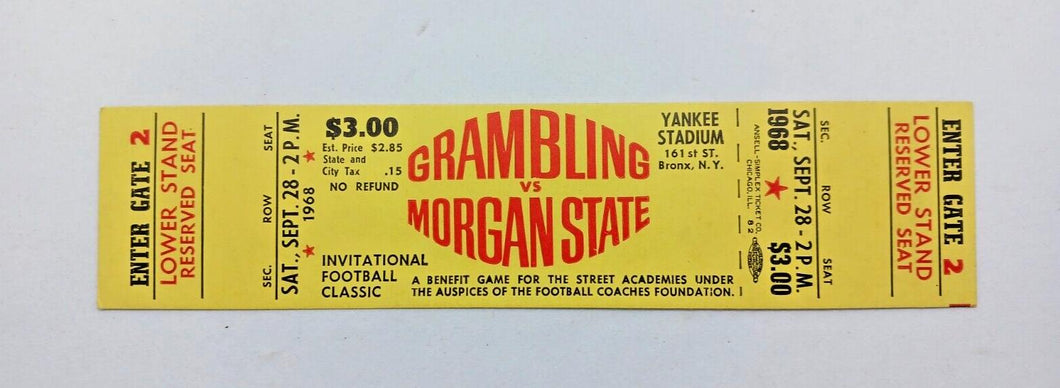 ENTER GATE 2
LOWER STAND
RESERVED SEAT
SEC. ROW SEAT
SAT., SEPT. 28 - 2 P.M.
★ 1968 ★
$3.00
Est. Price $2.85
State and
City Tax .15
NO REFUND
INVITATIONAL
FOOTBALL
CLASSIC
GRAMBLING
VS
MORGAN STATE
A BENEFIT GAME FOR THE STREET ACADEMIES UNDER
THE AUSPICES OF THE FOOTBALL COACHES FOUNDATION.
YANKEE
STADIUM
161st ST.
Bronx, N.Y.
ANSELL-SIMPLEX TICKET CO.
CHICAGO, ILL. 82
1968 ★ $3.00
SAT., SEPT. 28 - 2 P.M.
SEC. ROW SEAT
LOWER STAND
RESERVED SEAT
ENTER GATE 2